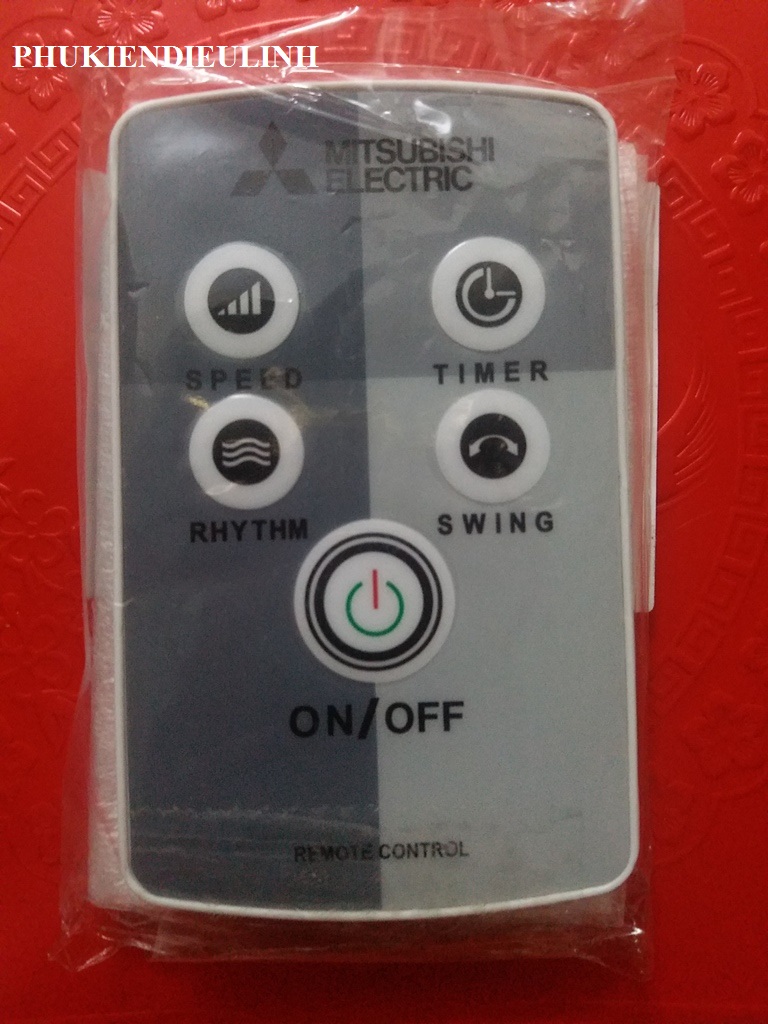 PHUKIENDIEULINH
MITSUBISHI
ELECTRIC
SPEED
TIMER
RHYTHM
SWING
ON/OFF
REMOTE CONTROL